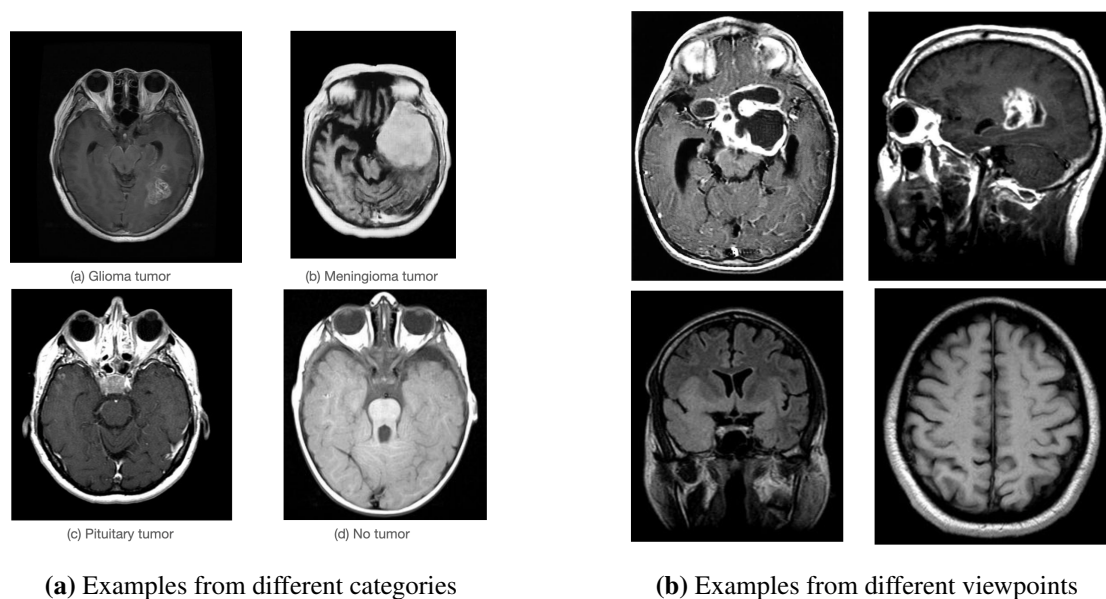 (a) Glioma tumor
(b) Meningioma tumor
(c) Pituitary tumor
(d) No tumor
(a) Examples from different categories
(b) Examples from different viewpoints